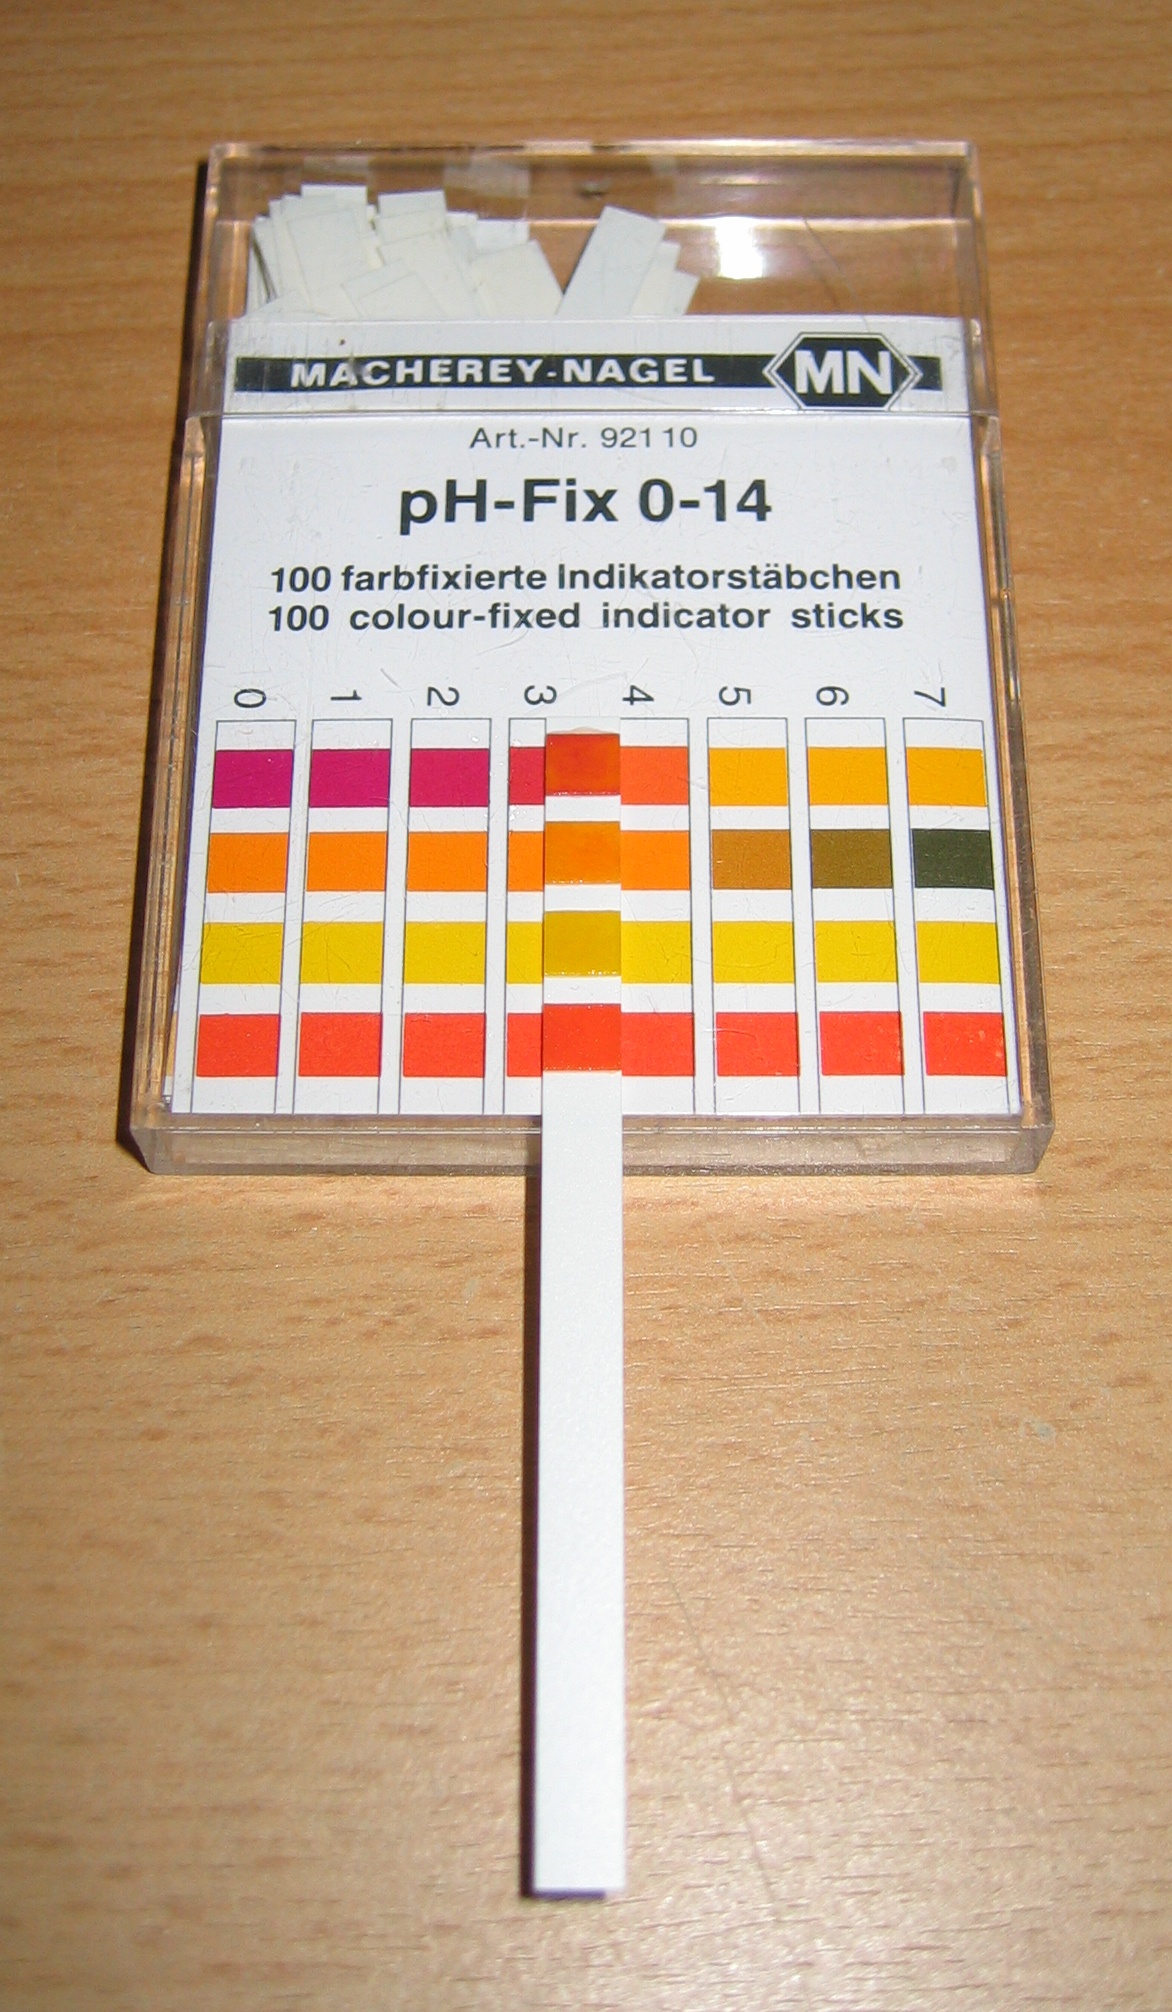 MACHEREY-NAGEL MN
Art.-Nr. 92110
pH-Fix 0-14
100 farbfixierte Indikatorstäbchen
100 colour-fixed indicator sticks
0 1 2 3 4 5 6 7